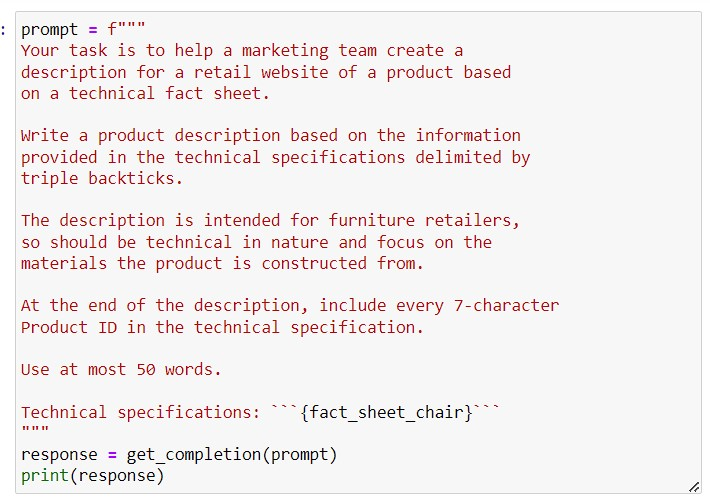 : prompt = f"""
Your task is to help a marketing team create a
description for a retail website of a product based
on a technical fact sheet.
Write a product description based on the information
provided in the technical specifications delimited by
triple backticks.
The description is intended for furniture retailers,
so should be technical in nature and focus on the
materials the product is constructed from.
At the end of the description, include every 7-character
Product ID in the technical specification.
Use at most 50 words.
Technical specifications: ```{fact_sheet_chair}```
"""
response = get_completion(prompt)
print(response)